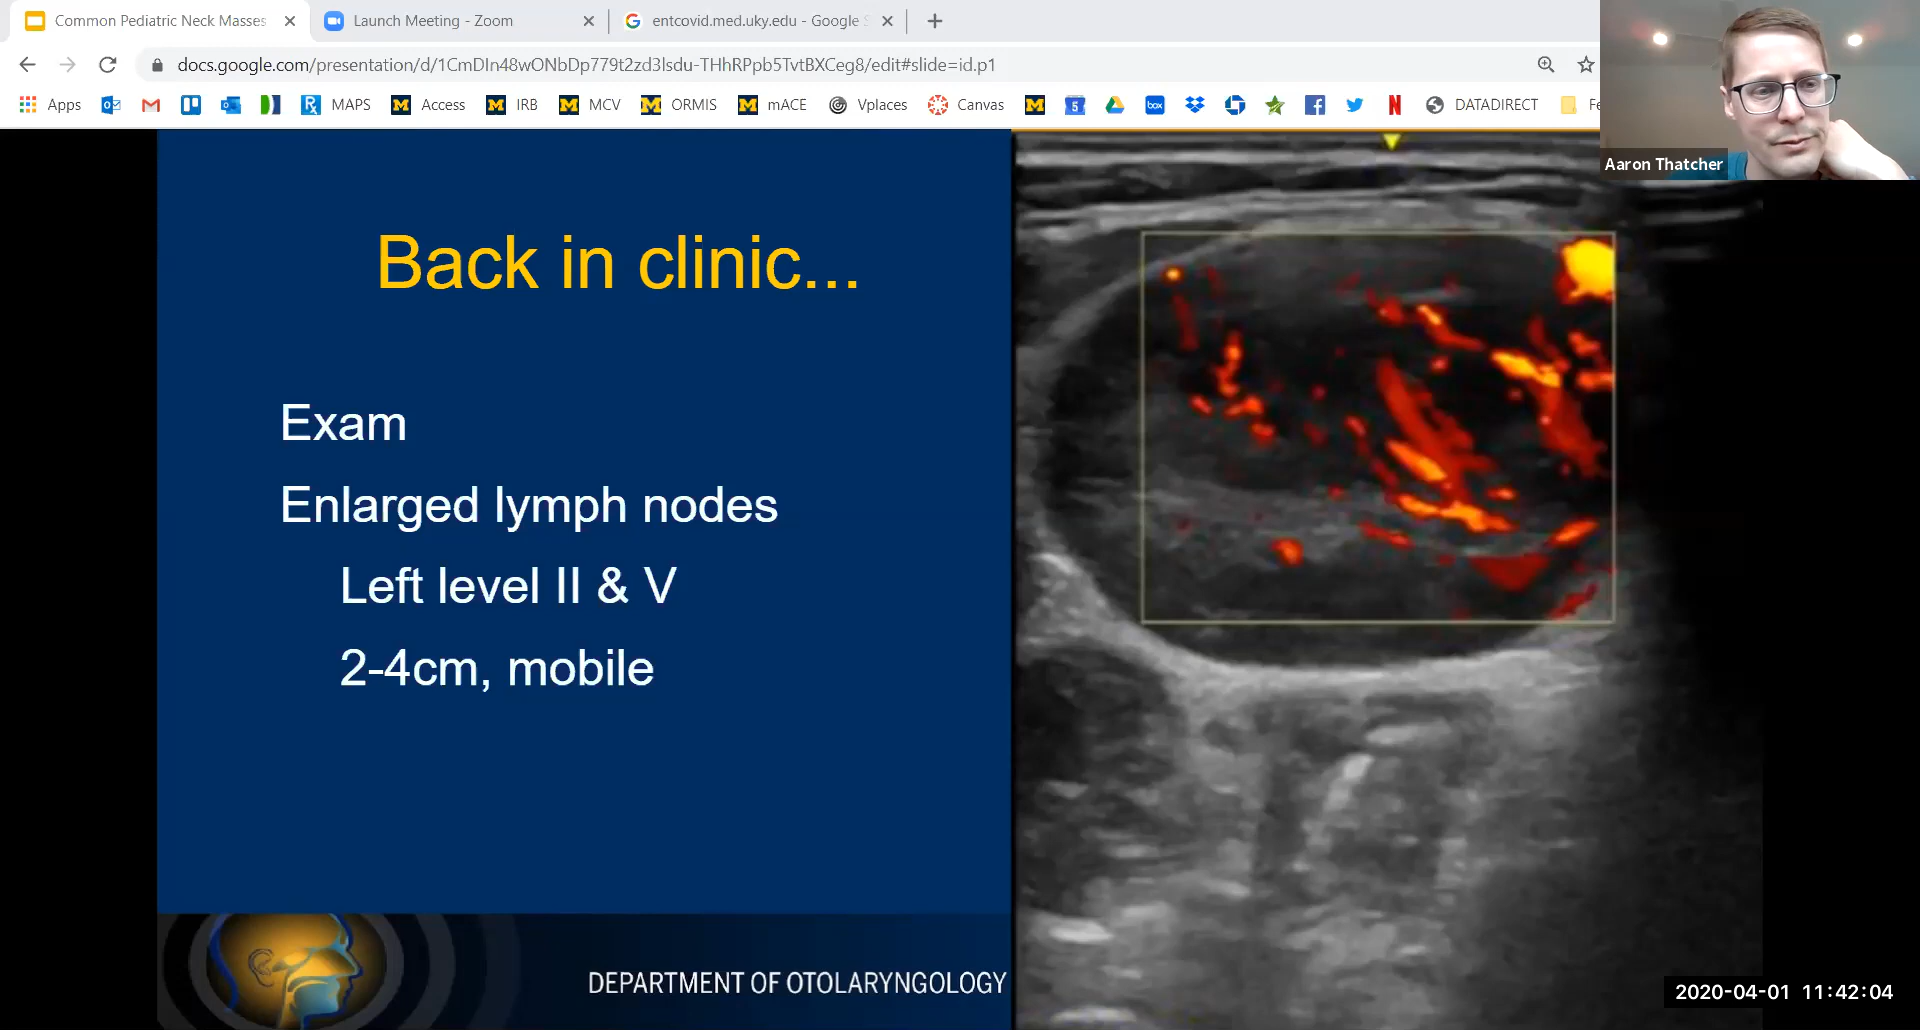 Common Pediatric Neck Masses
Launch Meeting - Zoom
entcovid.med.uky.edu - Google
docs.google.com/presentation/d/1CmDIn48wONbDp779t2zd3lsdu-THhRPpb5TvtBXCeg8/edit#slide=id.p1
Apps MAPS Access IRB MCV ORMIS mACE Vplaces Canvas box 5 DATADIRECT
Aaron Thatcher
Back in clinic...
Exam
Enlarged lymph nodes
Left level II & V
2-4cm, mobile
DEPARTMENT OF OTOLARYNGOLOGY
2020-04-01 11:42:04